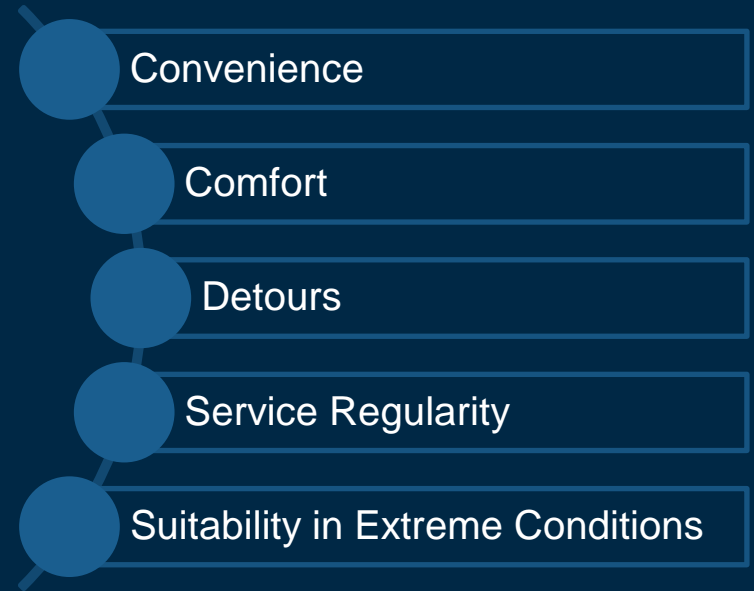 Convenience
Comfort
Detours
Service Regularity
Suitability in Extreme Conditions